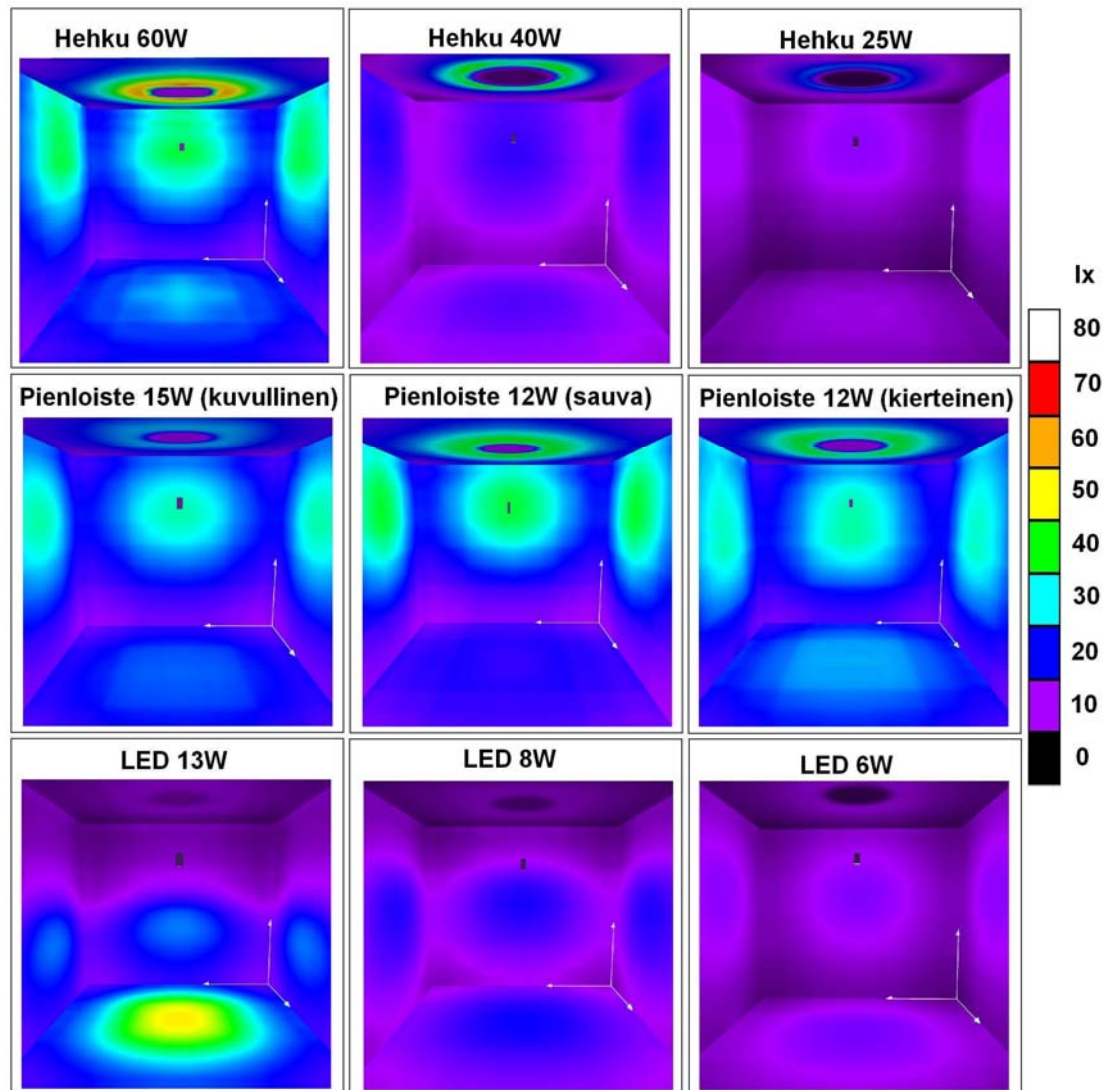 Hehku 60W
Hehku 40W
Hehku 25W
Pienloiste 15W (kuvullinen)
Pienloiste 12W (sauva)
Pienloiste 12W (kierteinen)
LED 13W
LED 8W
LED 6W
lx
80
70
60
50
40
30
20
10
0